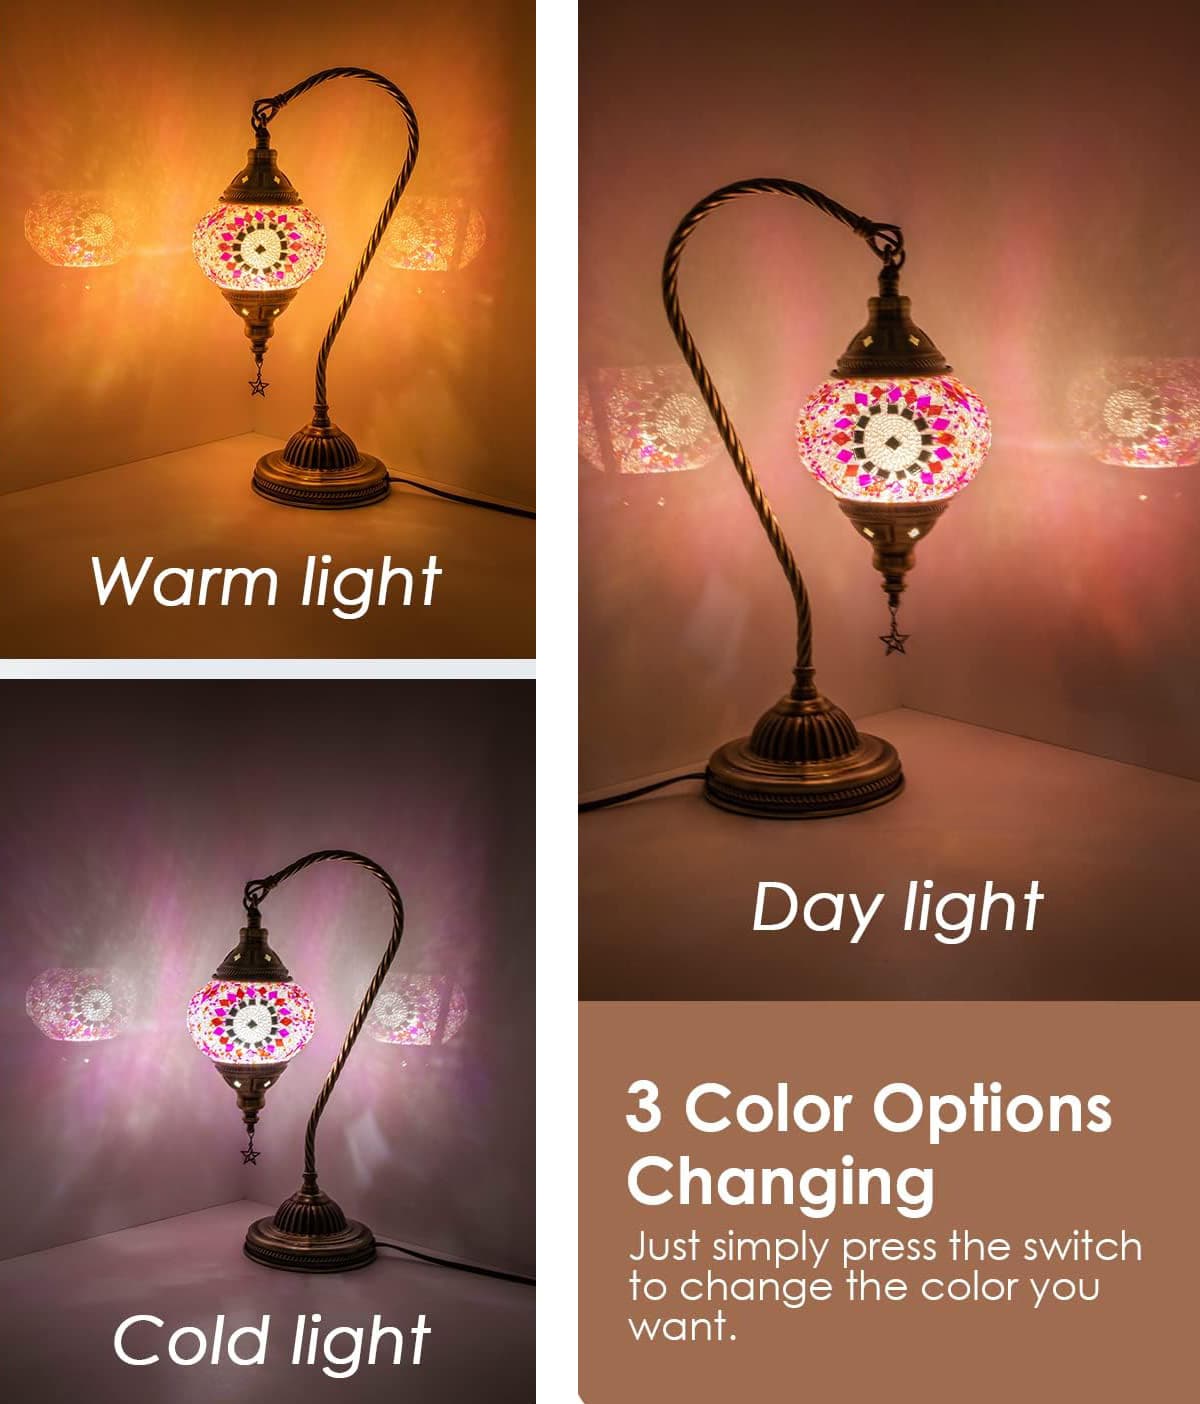 Warm light
Day light
Cold light
3 Color Options
Changing
Just simply press the switch
to change the color you
want.